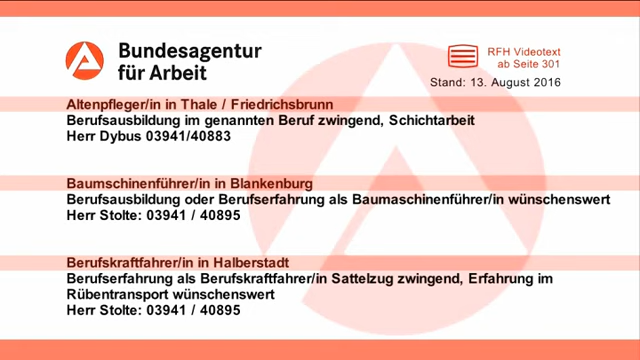 Bundesagentur
für Arbeit
RFH Videotext
ab Seite 301
Stand: 13. August 2016
Altenpfleger/in in Thale / Friedrichsbrunn
Berufsausbildung im genannten Beruf zwingend, Schichtarbeit
Herr Dybus 03941/40883
Baumschinenführer/in in Blankenburg
Berufsausbildung oder Berufserfahrung als Baumaschinenführer/in wünschenswert
Herr Stolte: 03941 / 40895
Berufskraftfahrer/in in Halberstadt
Berufserfahrung als Berufskraftfahrer/in Sattelzug zwingend, Erfahrung im
Rübentransport wünschenswert
Herr Stolte: 03941 / 40895